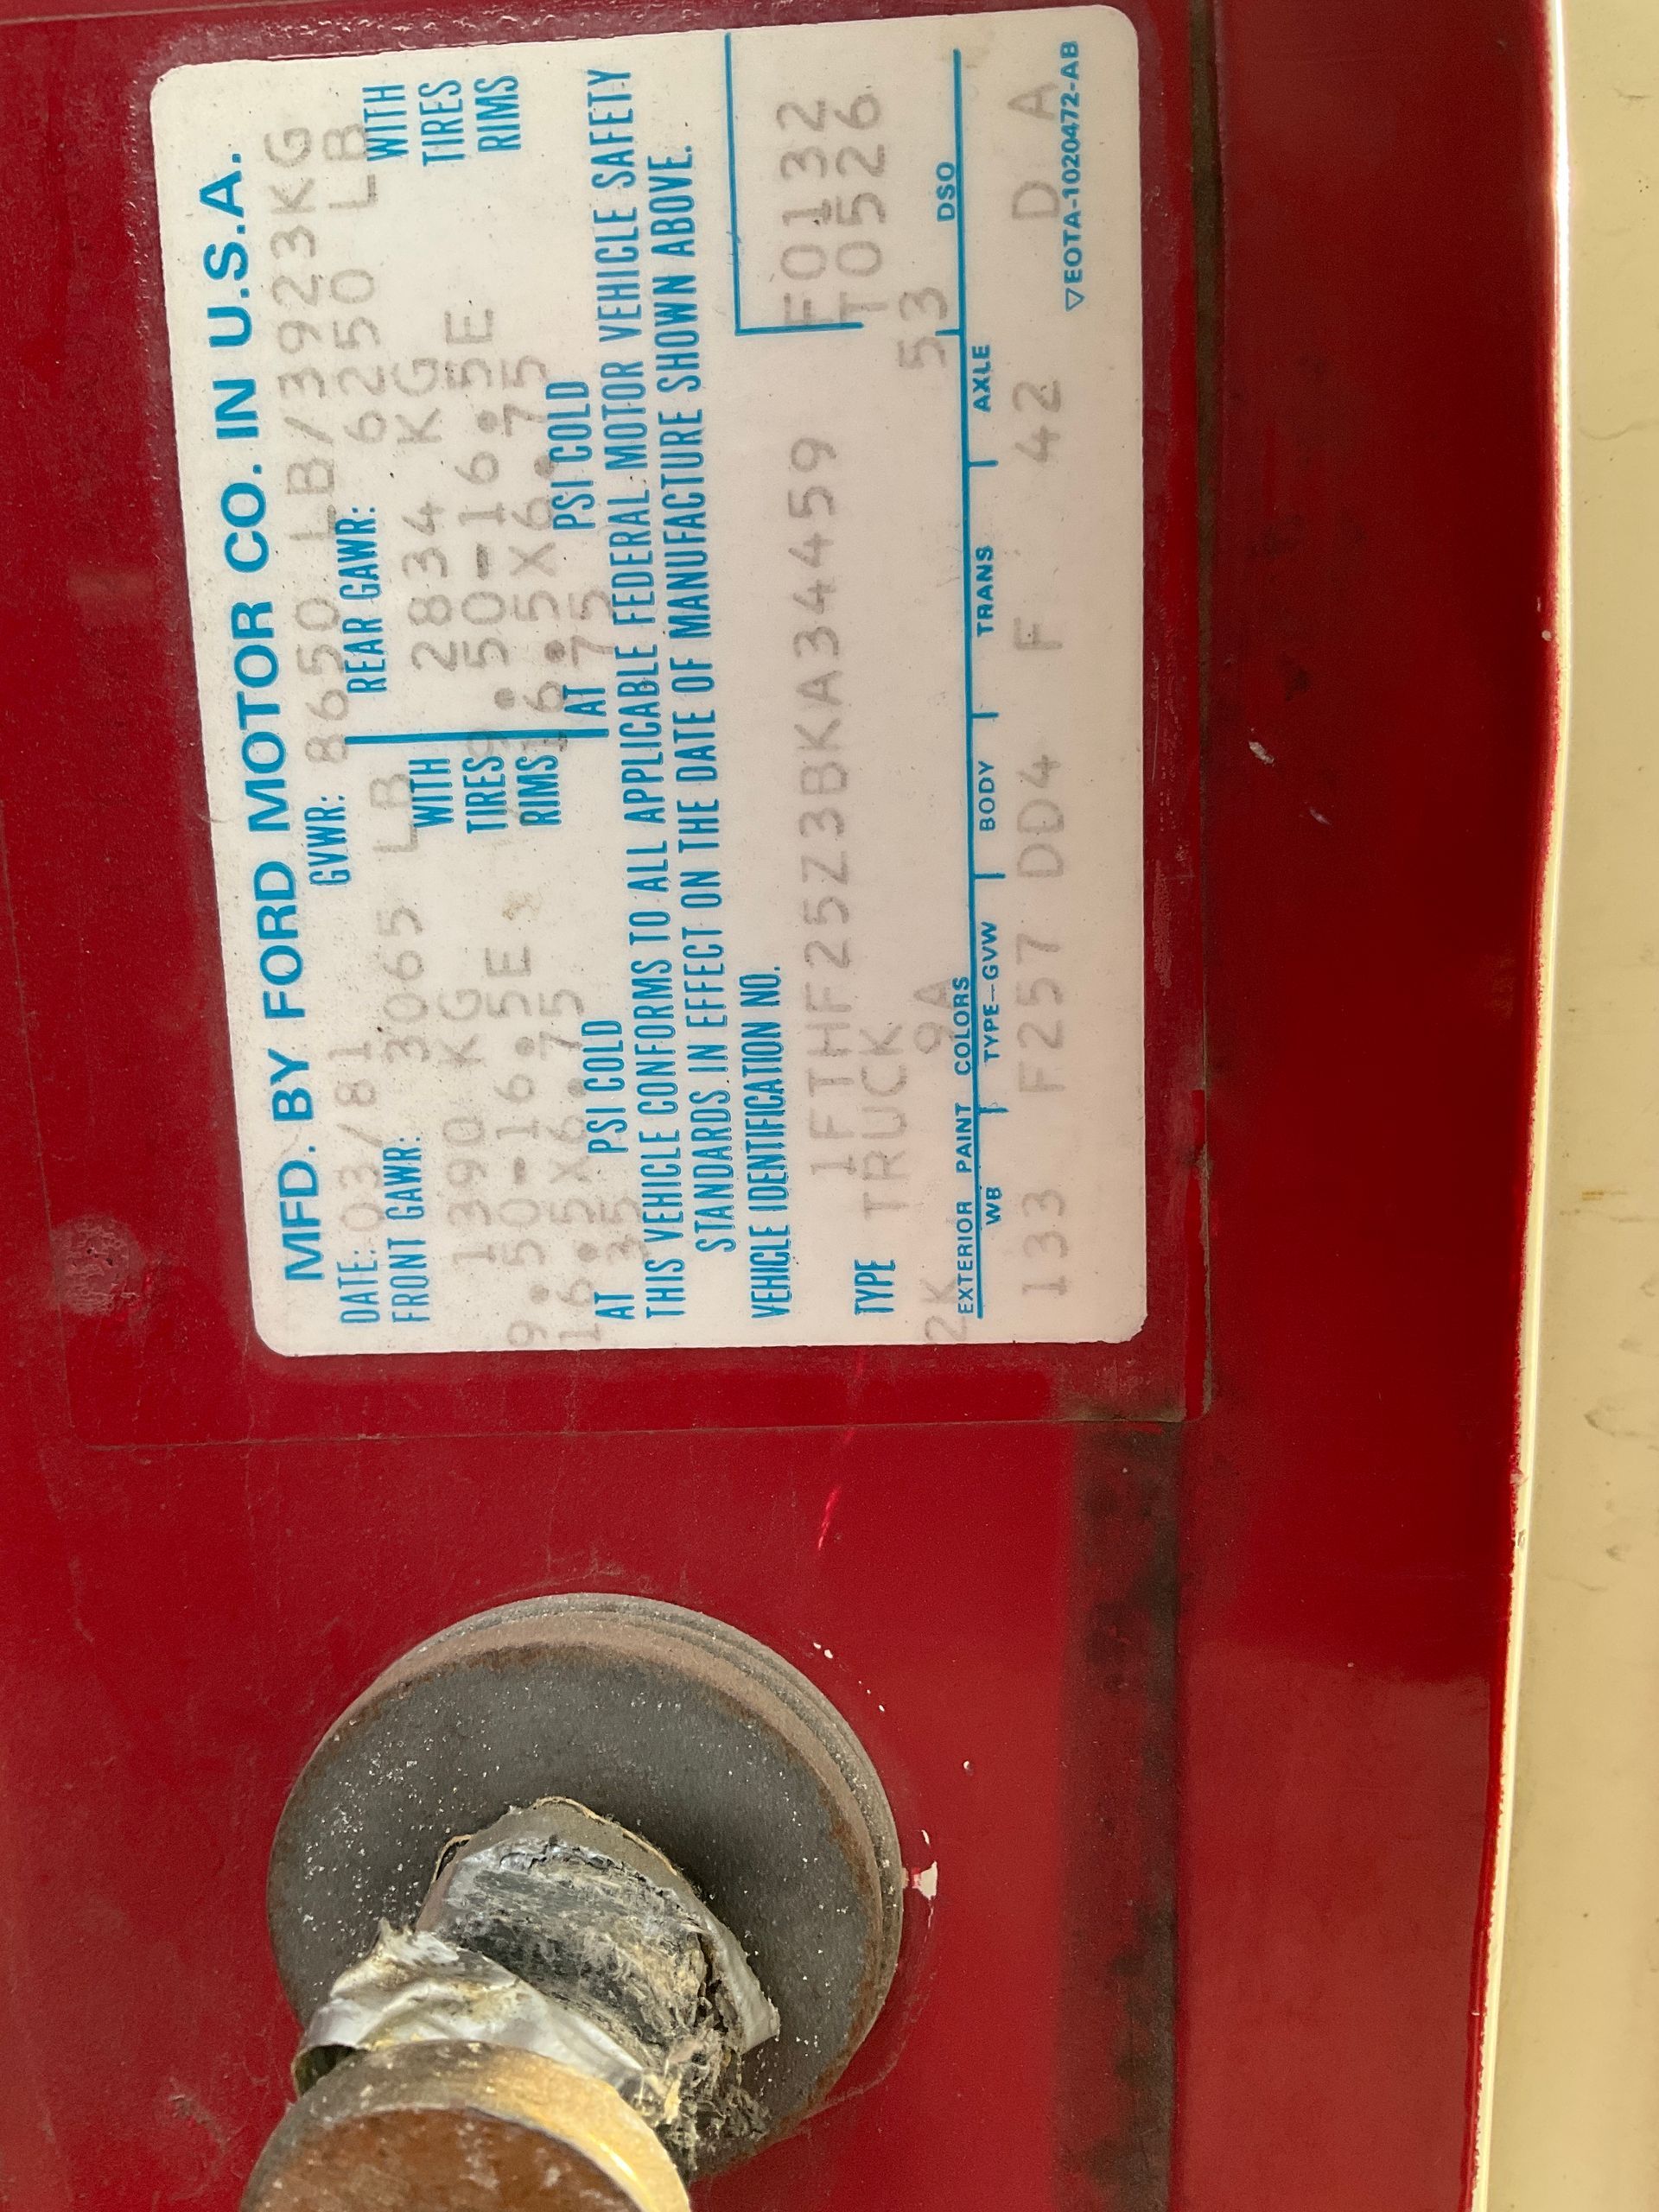 MFD. BY FORD MOTOR CO. IN U.S.A.
DATE: 03/81 GVWR: 8650 LB/3923KG
FRONT GAWR: 3065 LB REAR GAWR: 6250 LB
1390 KG WITH 2834 KG WITH
9.50-16.5E TIRES 9.50-16.5E TIRES
16.5X6.75 RIMS 16.5X6.75 RIMS
AT 35 PSI COLD AT 75 PSI COLD
THIS VEHICLE CONFORMS TO ALL APPLICABLE FEDERAL MOTOR VEHICLE SAFETY
STANDARDS IN EFFECT ON THE DATE OF MANUFACTURE SHOWN ABOVE.
VEHICLE IDENTIFICATION NO.
1FTHF25Z3BKA34459 F0132
TYPE TRUCK T0526
2K 9A 53
EXTERIOR PAINT COLORS DSO
WB TYPE-GVW BODY TRANS AXLE
133 F257 DD4 F 42 D A
▽EOTA-1020472-AB